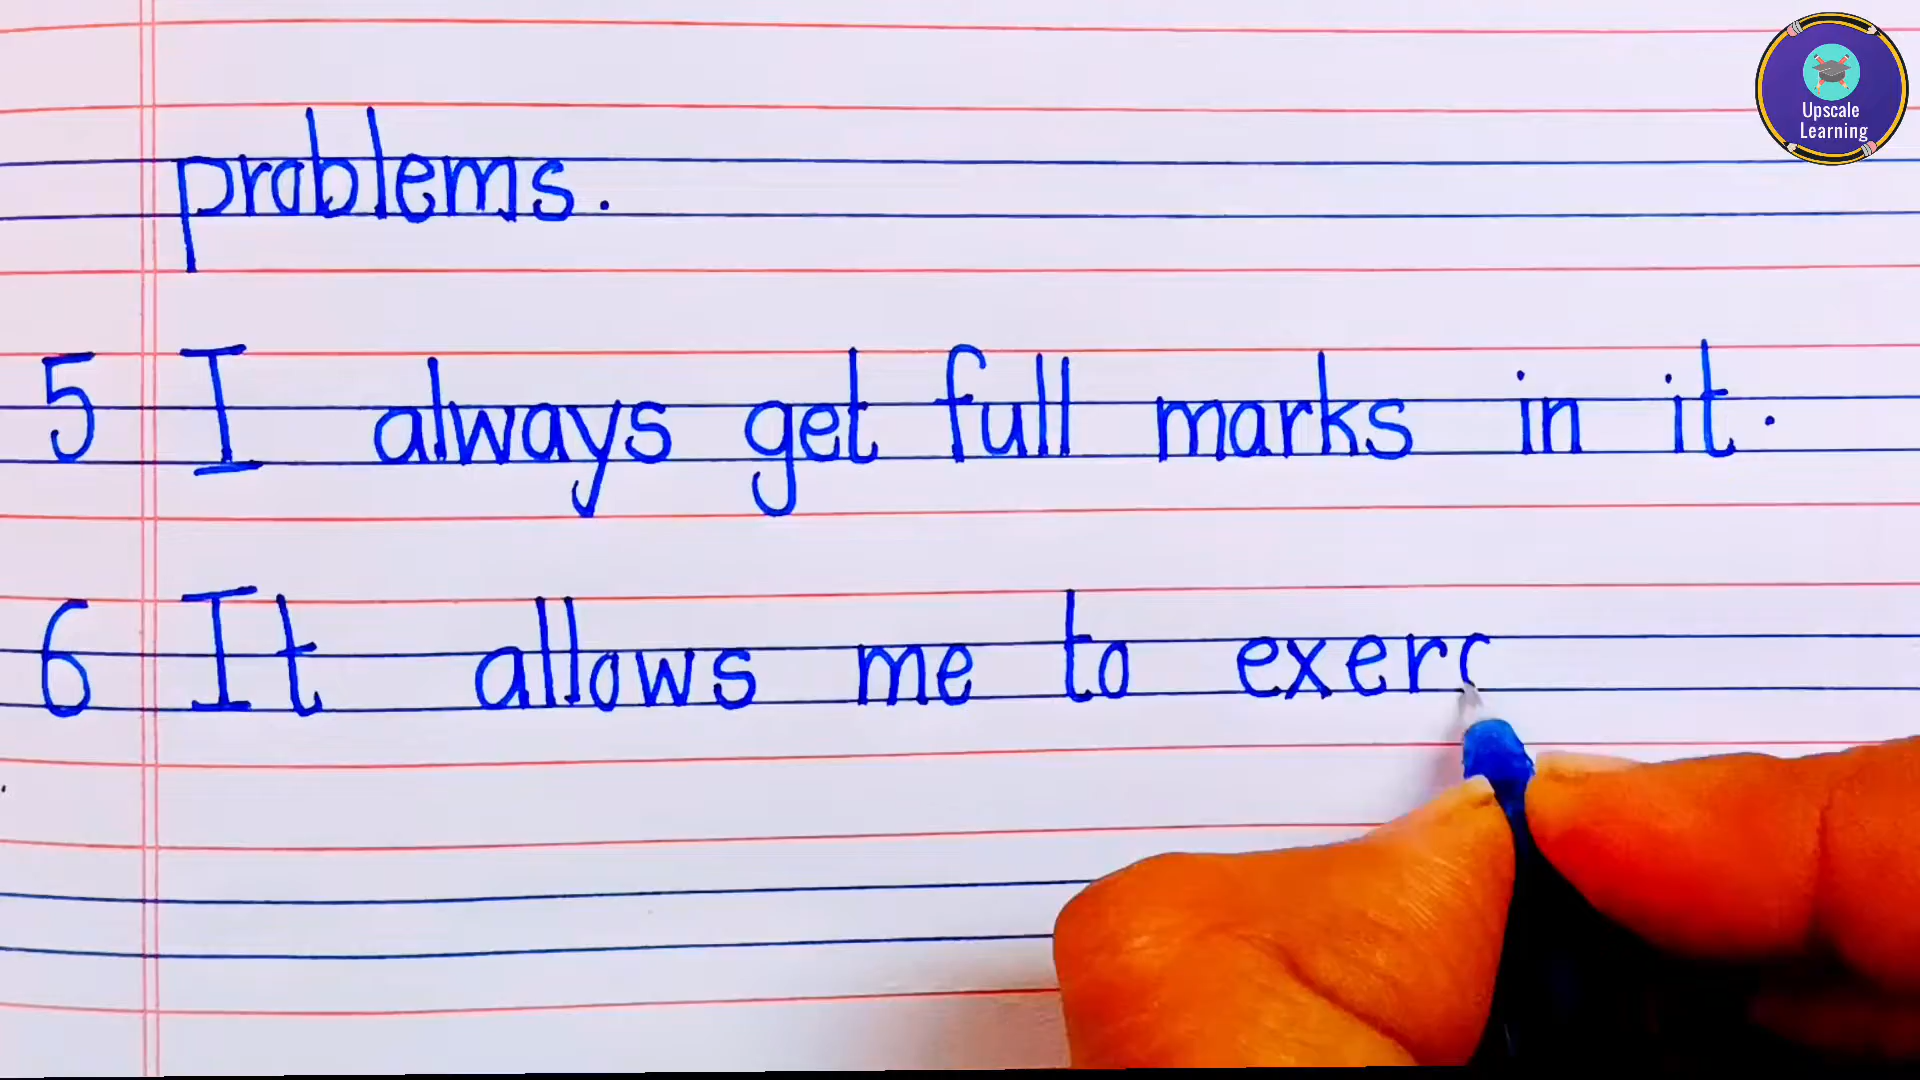 Upscale
Learning
problems.
5 I always get full marks in it.
6 It allows me to exerc